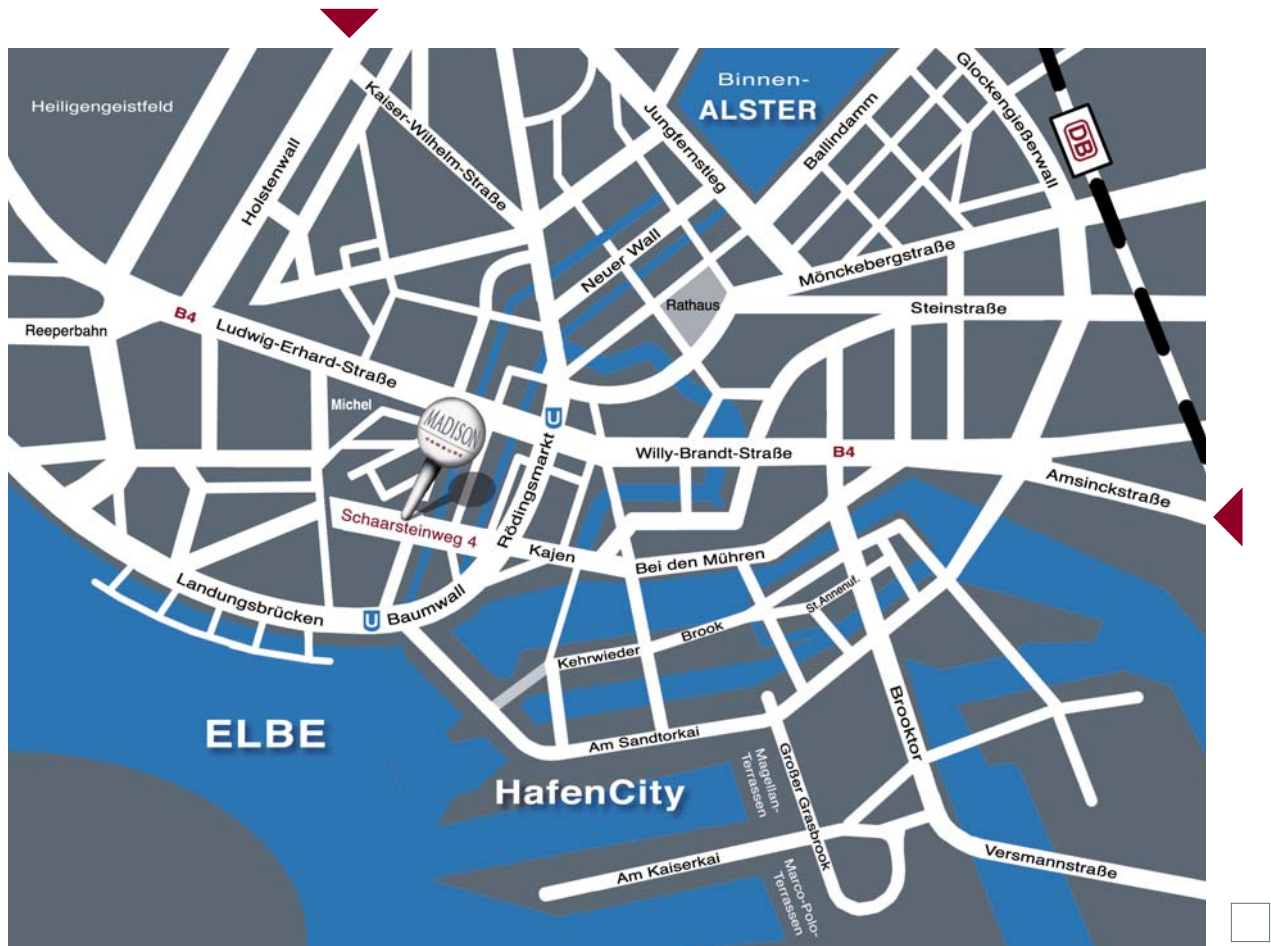 Heiligengeistfeld
Holstenwall
Kaiser-Wilhelm-Straße
Jungfernstieg
Binnen-
ALSTER
Ballindamm
Glockengießerwall
DB
Neuer Wall
Rathaus
Mönckebergstraße
Steinstraße
B4
Reeperbahn
Ludwig-Erhard-Straße
Michel
MADISON
HAMBURG
U
Rödingsmarkt
Willy-Brandt-Straße
B4
Amsinckstraße
Schaarsteinweg 4
Kajen
Bei den Mühren
Landungsbrücken
U
Baumwall
St.Annenuf.
Kehrwieder
Brook
ELBE
Am Sandtorkai
Brooktor
HafenCity
Magellan-
Terrassen
Großer Grasbrook
Am Kaiserkai
Marco-Polo-
Terrassen
Versmannstraße